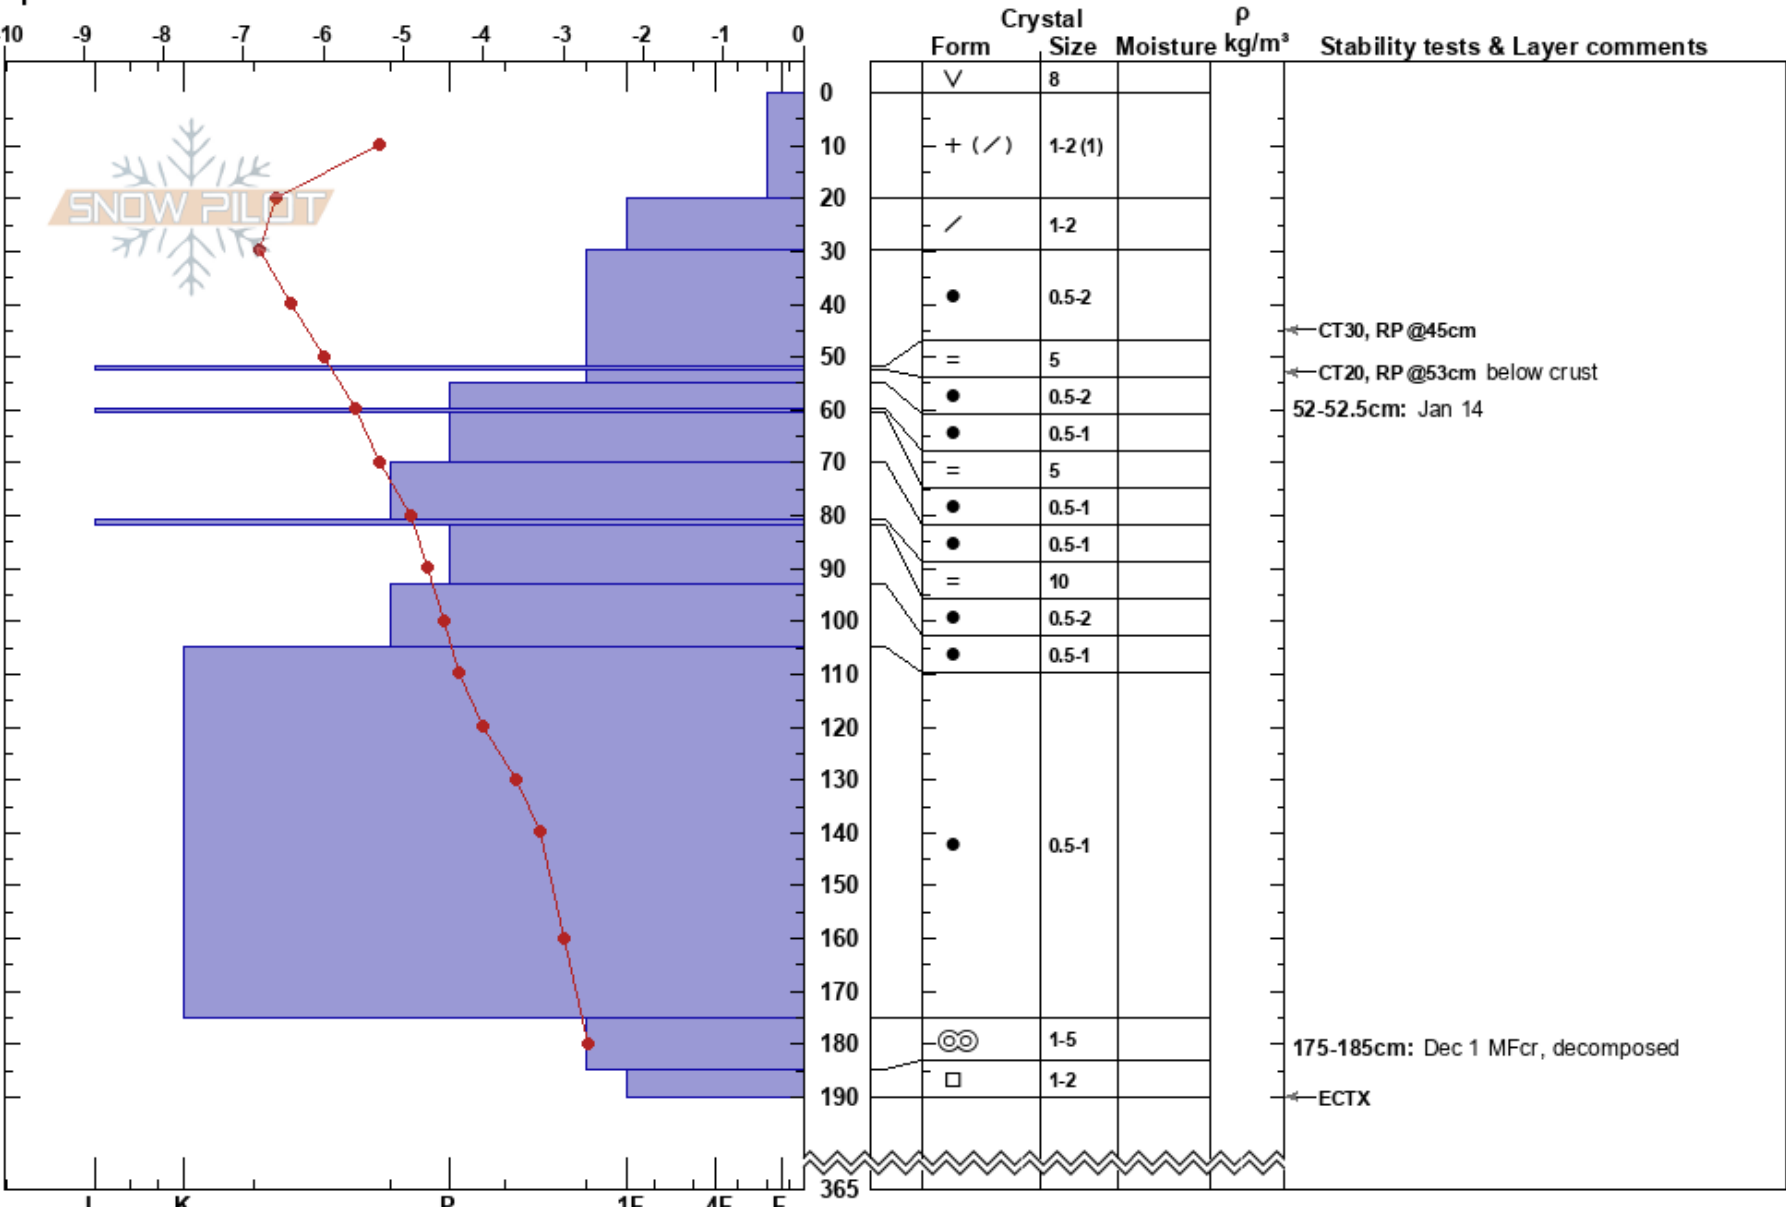 Crystal ρ
-10 -9 -8 -7 -6 -5 -4 -3 -2 -1 0
Form Size Moisture kg/m³ Stability tests & Layer comments
V 8
0
10 + (/) 1-2 (1)
SNOW PILOT
20
/ 1-2
30
● 0.5-2
40
CT30, RP @45cm
50 = 5
CT20, RP @53cm below crust
● 0.5-2
60
52-52.5cm: Jan 14
● 0.5-1
70 = 5
● 0.5-1
80
● 0.5-1
90 = 10
100 ● 0.5-2
● 0.5-1
110
120
130
140
● 0.5-1
150
160
170
180 1-5
175-185cm: Dec 1 MFcr, decomposed
□ 1-2
190
ECTX
365
I K P 1F 4F F